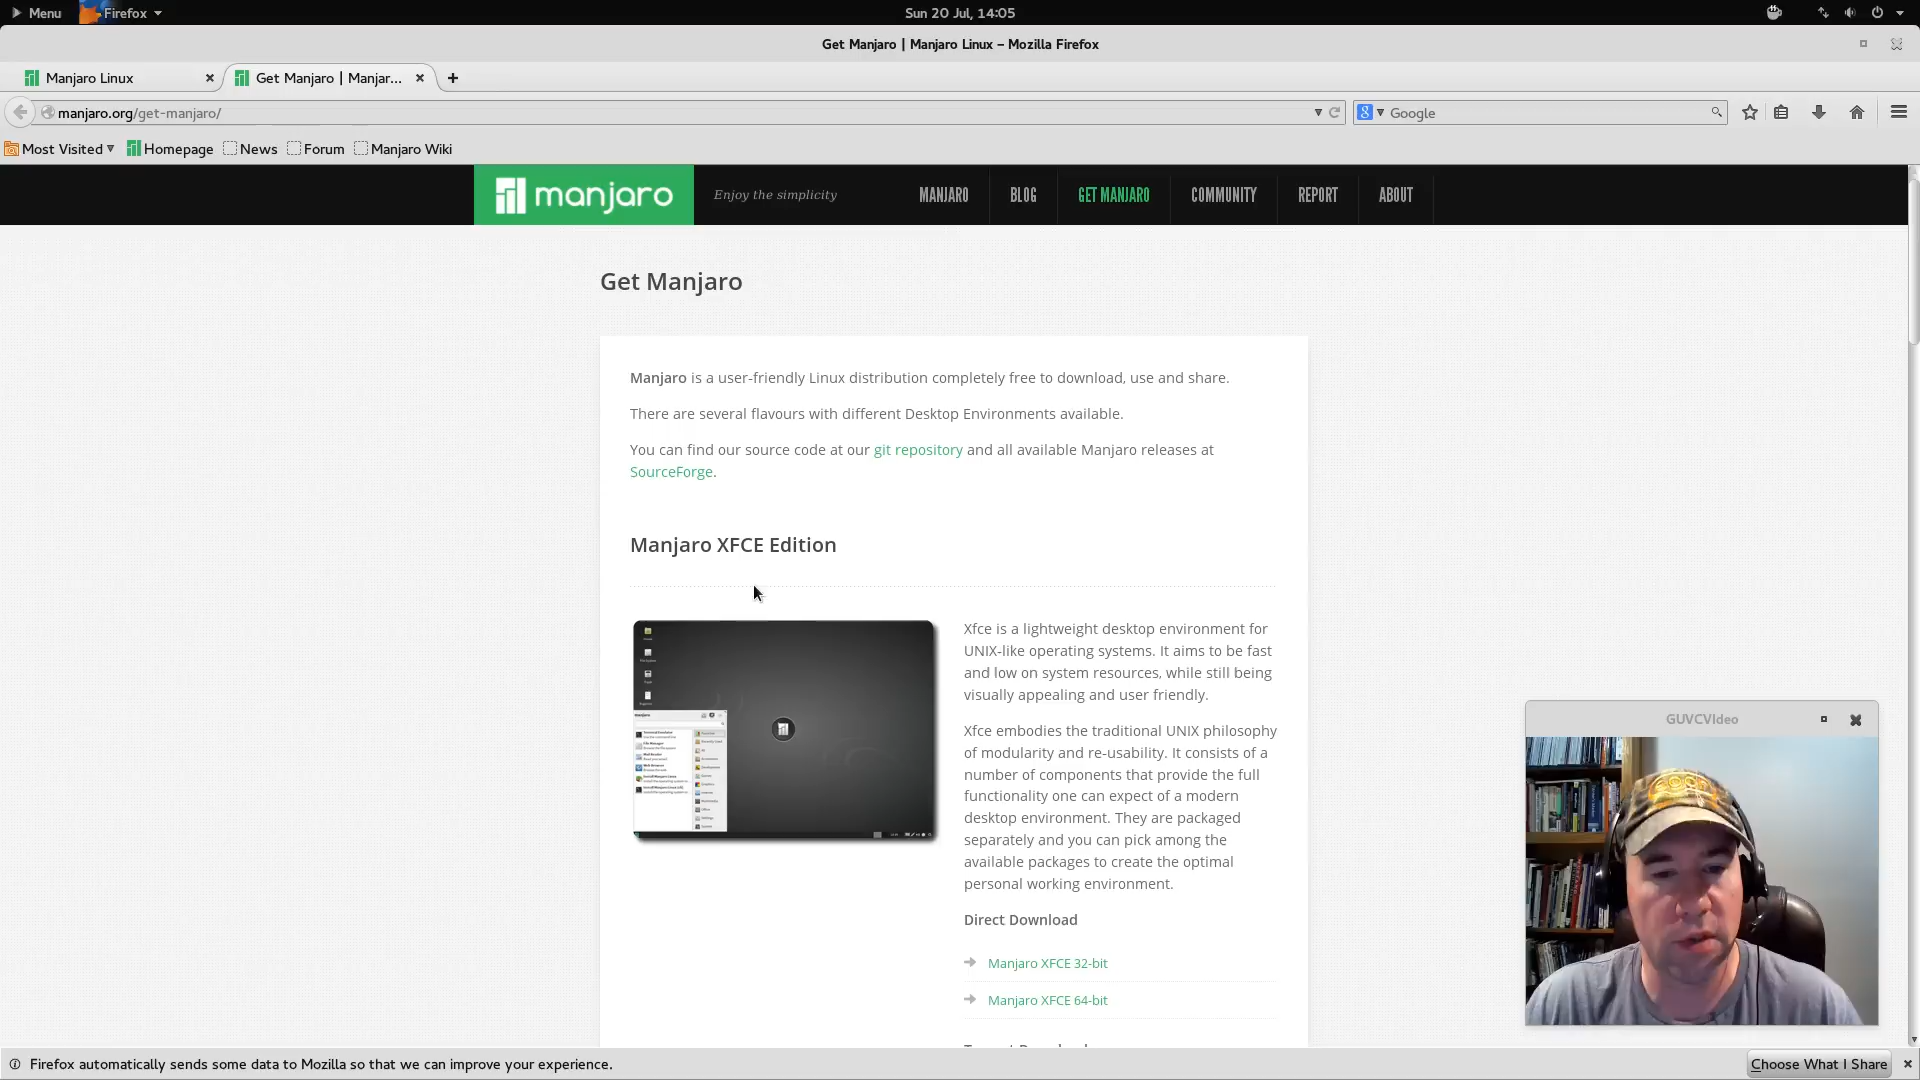 Menu Firefox Sun 20 Jul, 14:05
Get Manjaro | Manjaro Linux – Mozilla Firefox
Manjaro Linux Get Manjaro | Manjar...
manjaro.org/get-manjaro/ Google
Most Visited Homepage News Forum Manjaro Wiki
manjaro Enjoy the simplicity MANJARO BLOG GET MANJARO COMMUNITY REPORT ABOUT
Get Manjaro
Manjaro is a user-friendly Linux distribution completely free to download, use and share.
There are several flavours with different Desktop Environments available.
You can find our source code at our git repository and all available Manjaro releases at
SourceForge.
Manjaro XFCE Edition
Xfce is a lightweight desktop environment for
UNIX-like operating systems. It aims to be fast
and low on system resources, while still being
visually appealing and user friendly.
Xfce embodies the traditional UNIX philosophy
of modularity and re-usability. It consists of a
number of components that provide the full
functionality one can expect of a modern
desktop environment. They are packaged
separately and you can pick among the
available packages to create the optimal
personal working environment.
Direct Download
Manjaro XFCE 32-bit
Manjaro XFCE 64-bit
GUVCVIdeo
Firefox automatically sends some data to Mozilla so that we can improve your experience. Choose What I Share